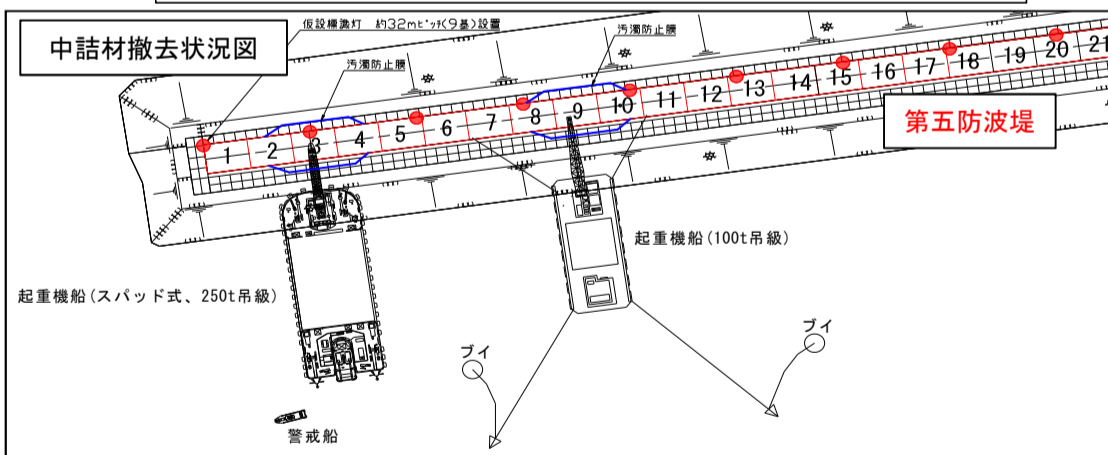 仮設標識灯 約32mピッチ(9基)設置
中詰材撤去状況図
汚濁防止膜
汚濁防止膜
1 2 3 4 5 6 7 8 9 10 11 12 13 14 15 16 17 18 19 20 21
第五防波堤
起重機船(100t吊級)
起重機船(スパッド式、250t吊級)
ブイ
ブイ
警戒船